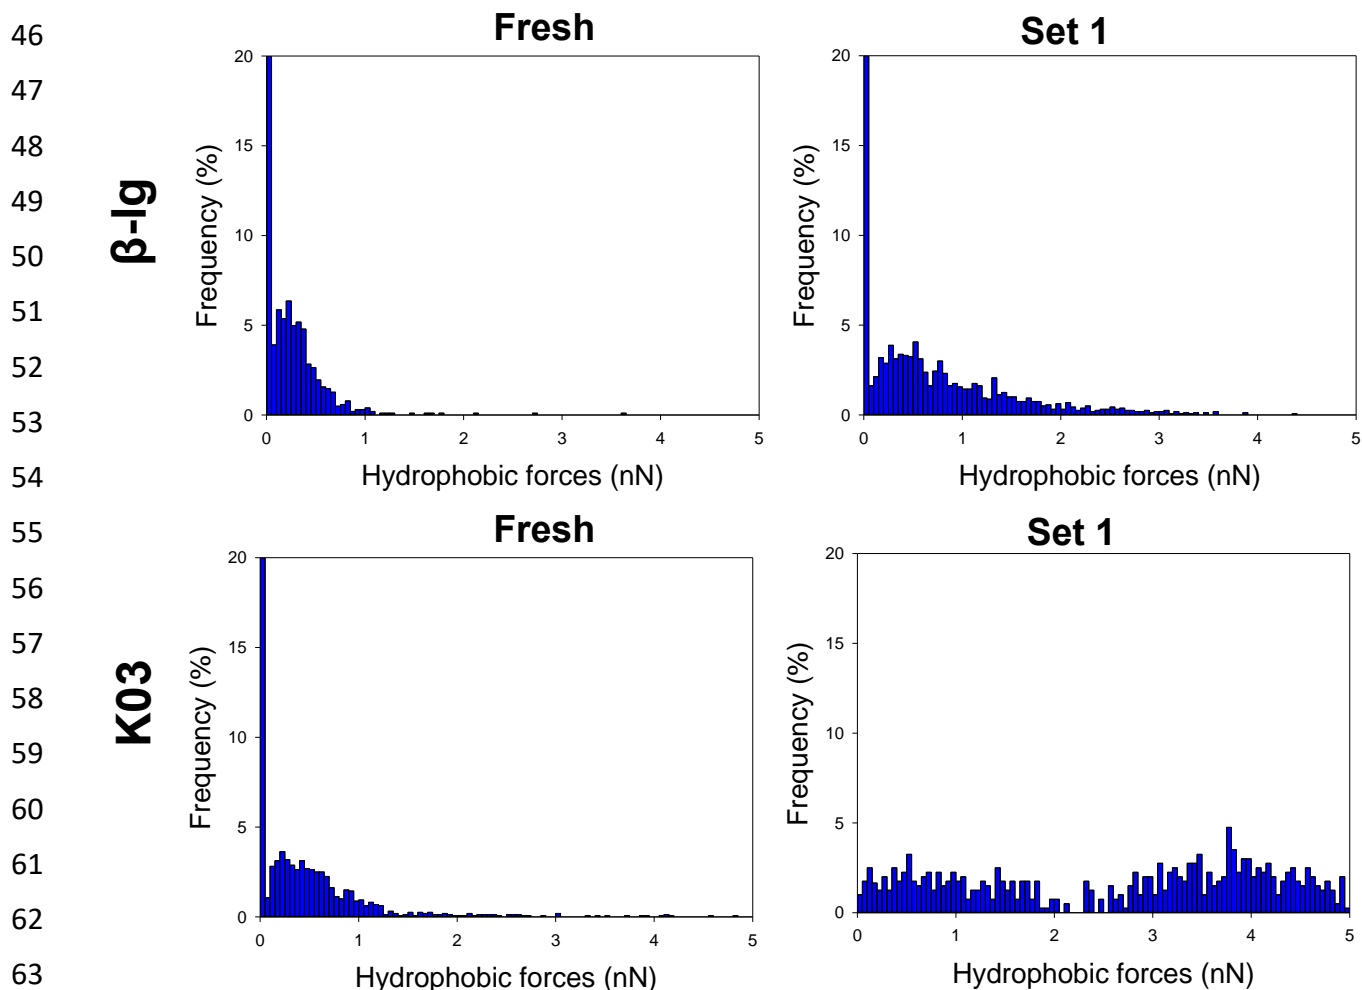 46
47
48
49
50
51
52
53
54
55
56
57
58
59
60
61
62
63
β-lg
Fresh
20
15
10
5
0
Frequency (%)
0 1 2 3 4 5
Hydrophobic forces (nN)
Set 1
20
15
10
5
0
Frequency (%)
0 1 2 3 4 5
Hydrophobic forces (nN)
K03
Fresh
20
15
10
5
0
Frequency (%)
0 1 2 3 4 5
Hydrophobic forces (nN)
Set 1
20
15
10
5
0
Frequency (%)
0 1 2 3 4 5
Hydrophobic forces (nN)